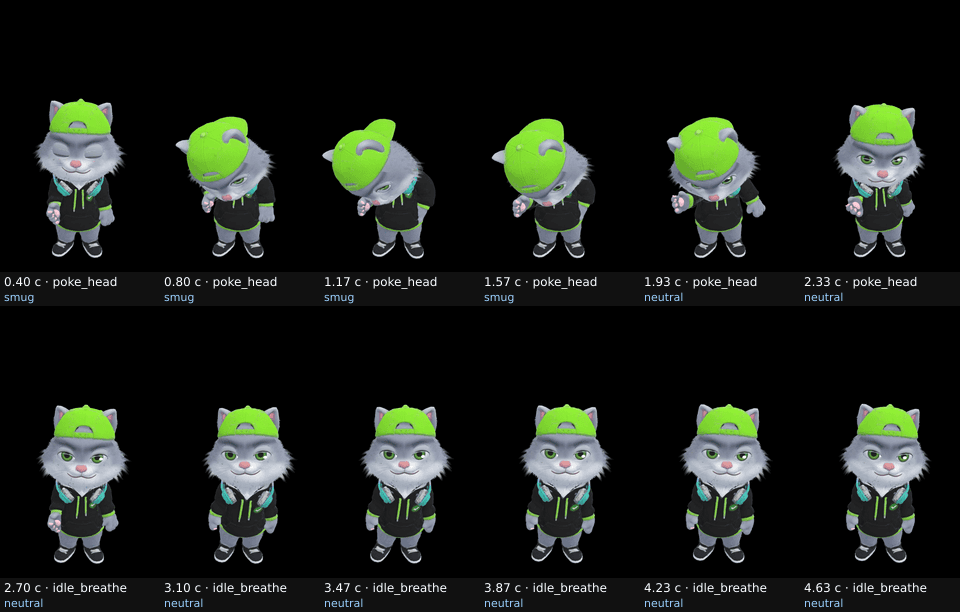 0.40 c · poke_head
smug
0.80 c · poke_head
smug
1.17 c · poke_head
smug
1.57 c · poke_head
smug
1.93 c · poke_head
neutral
2.33 c · poke_head
neutral
2.70 c · idle_breathe
neutral
3.10 c · idle_breathe
neutral
3.47 c · idle_breathe
neutral
3.87 c · idle_breathe
neutral
4.23 c · idle_breathe
neutral
4.63 c · idle_breathe
neutral